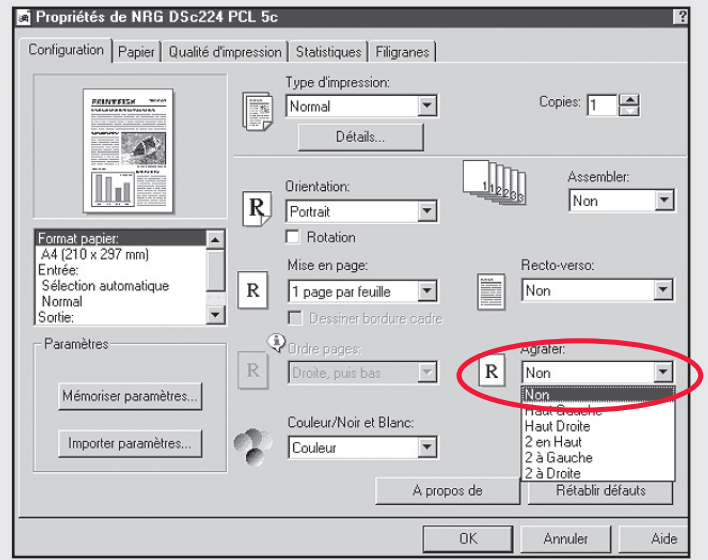 Propriétés de NRG DSc224 PCL 5c
?
Configuration
Papier
Qualité d'impression
Statistiques
Filigranes
PRINTFISK
Type d'impression:
Normal
Détails...
Copies: 1
Orientation:
Portrait
Rotation
R
112233
Assembler:
Non
Format papier:
A4 (210 x 297 mm)
Entrée:
Sélection automatique
Normal
Sortie:
R
Mise en page:
1 page par feuille
Dessiner bordure cadre
Recto-verso:
Non
Paramètres
Mémoriser paramètres...
Importer paramètres...
R
Ordre pages:
Droite, puis bas
R
Agrafer:
Non
Non
Haut Gauche
Haut Droite
2 en Haut
2 à Gauche
2 à Droite
Couleur/Noir et Blanc:
Couleur
A propos de
Rétablir défauts
OK
Annuler
Aide